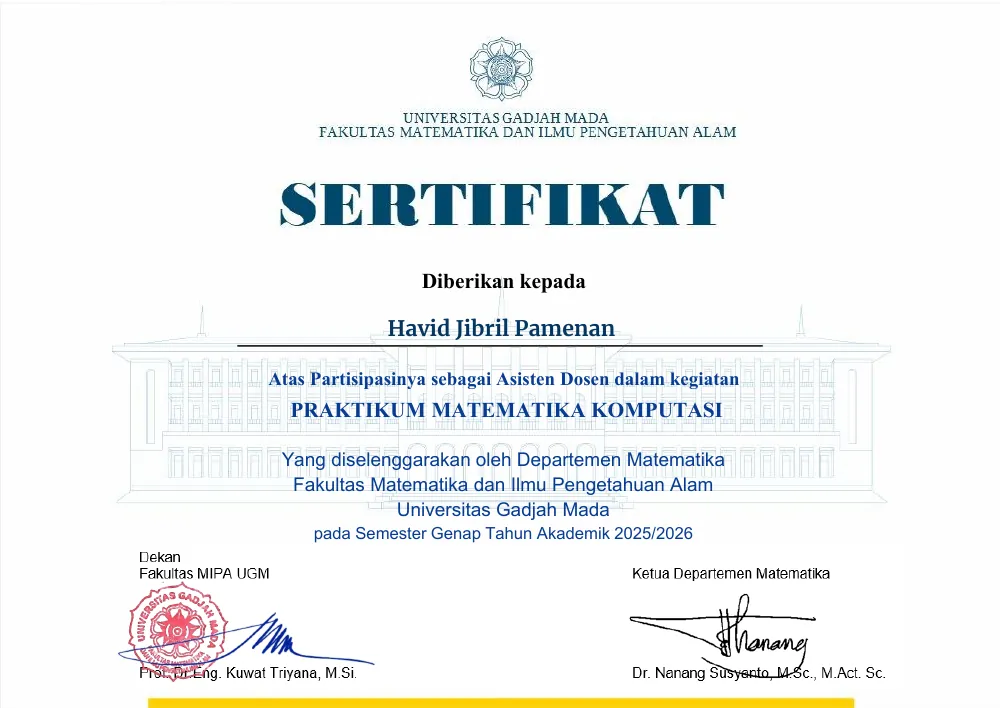 UNIVERSITAS GADJAH MADA
FAKULTAS MATEMATIKA DAN ILMU PENGETAHUAN ALAM
SERTIFIKAT
Diberikan kepada
Havid Jibril Pamenan
Atas Partisipasinya sebagai Asisten Dosen dalam kegiatan
PRAKTIKUM MATEMATIKA KOMPUTASI
Yang diselenggarakan oleh Departemen Matematika
Fakultas Matematika dan Ilmu Pengetahuan Alam
Universitas Gadjah Mada
pada Semester Genap Tahun Akademik 2025/2026
Dekan
Fakultas MIPA UGM
UNIVERSITAS GADJAH MADA
Prof. Dr.Eng. Kuwat Triyana, M.Si.
Ketua Departemen Matematika
Nanang
Dr. Nanang Susyanto, M.Sc., M.Act. Sc.